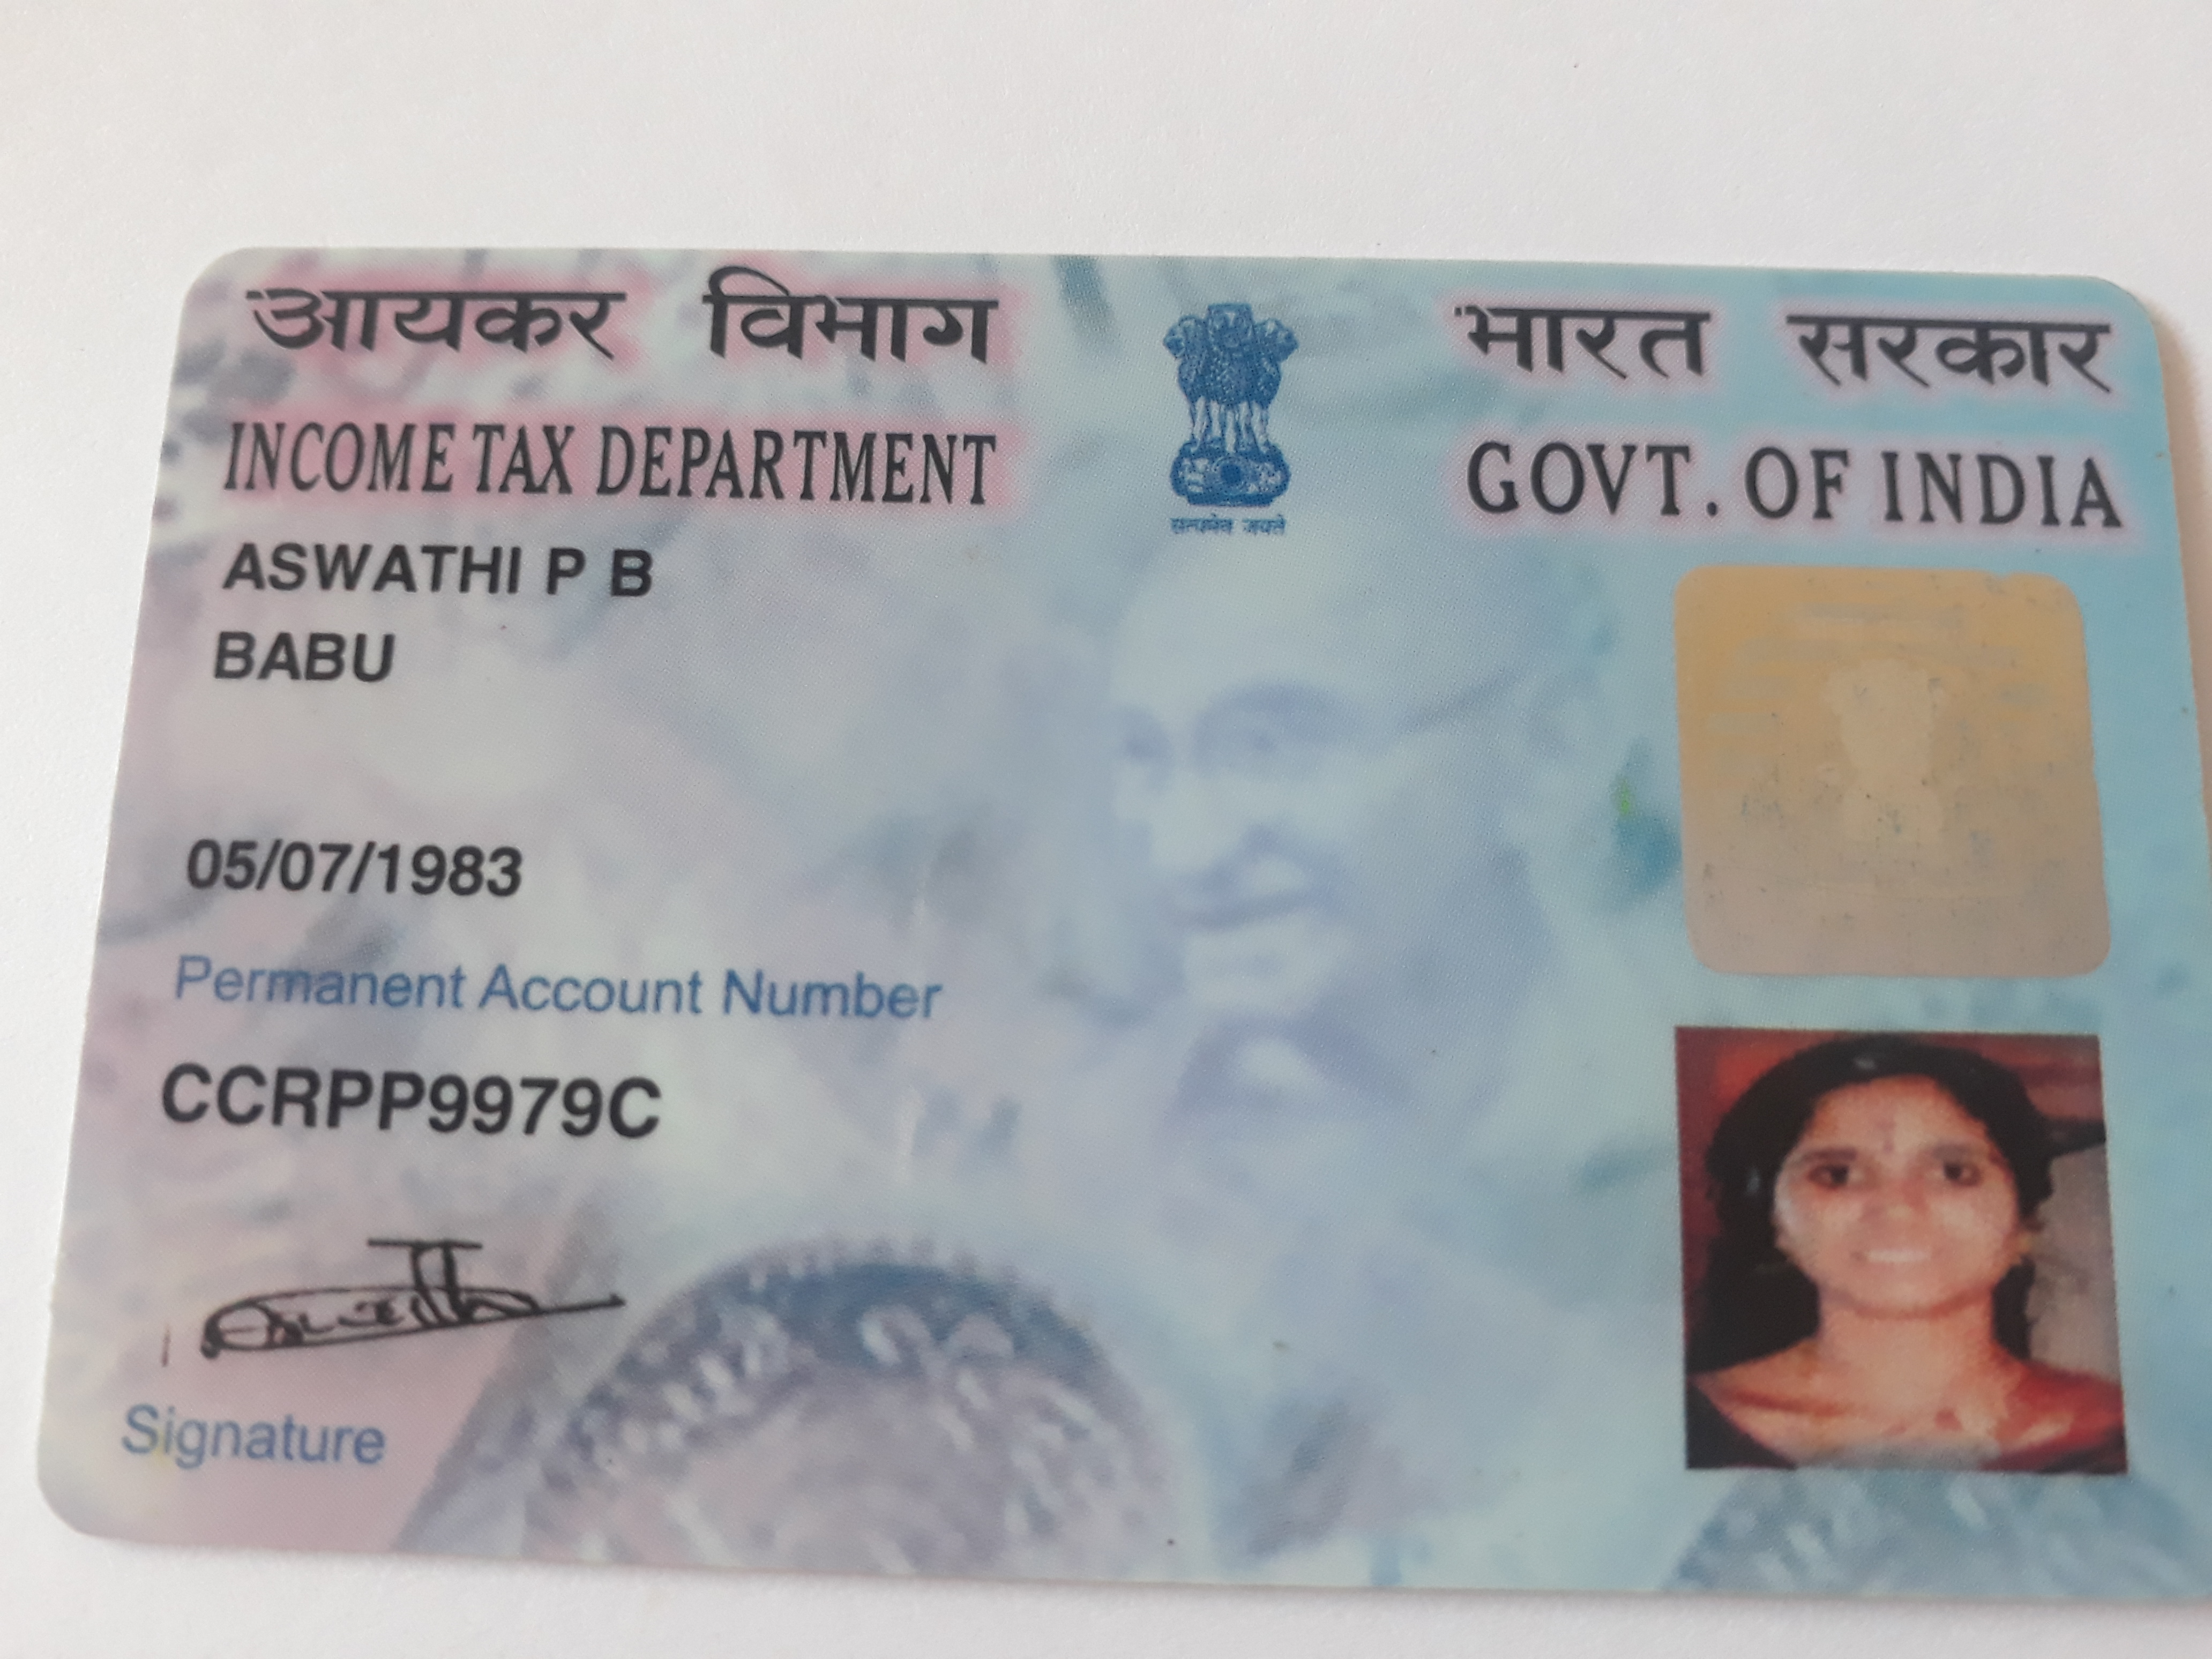 आयकर विभाग
INCOME TAX DEPARTMENT
भारत सरकार
GOVT. OF INDIA
सत्यमेव जयते
ASWATHI P B
BABU
05/07/1983
Permanent Account Number
CCRPP9979C
Signature